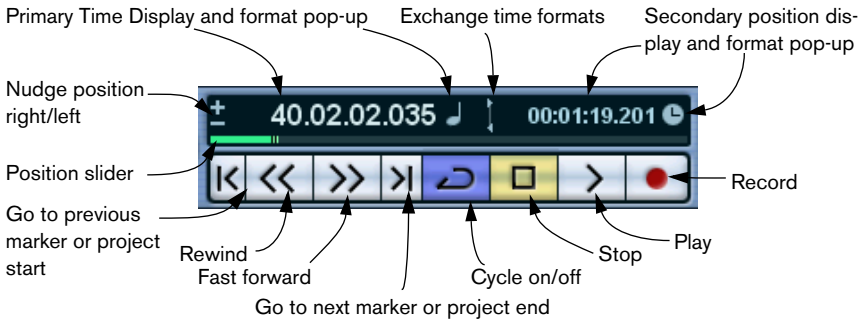 Primary Time Display and format pop-up
Exchange time formats
Secondary position dis-
play and format pop-up
Nudge position
right/left
40.02.02.035
00:01:19.201
Position slider
Record
Go to previous
marker or project
start
Rewind
Fast forward
Cycle on/off
Stop
Play
Go to next marker or project end